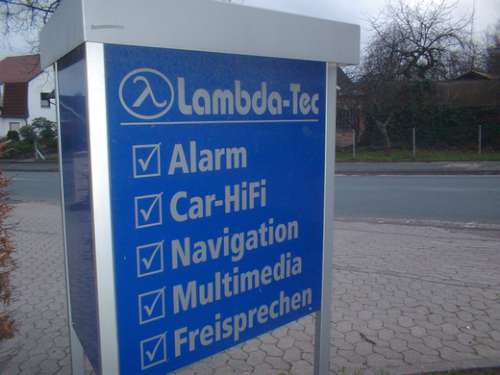 λ Lambda-Tec
☑ Alarm
☑ Car-HiFi
☑ Navigation
☑ Multimedia
☑ Freisprechen